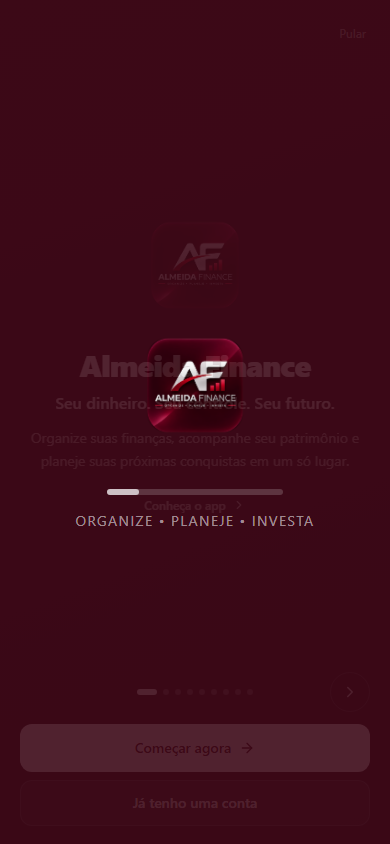 Pular
AF
ALMEIDA FINANCE
Almeida Finance
AF
Seu dinheiro. Seu futuro.
ALMEIDA FINANCE
Organize suas finanças, acompanhe seu patrimônio e
planeje suas próximas conquistas em um só lugar.
Conheça o app
ORGANIZE • PLANEJE • INVESTA
Começar agora
Já tenho uma conta